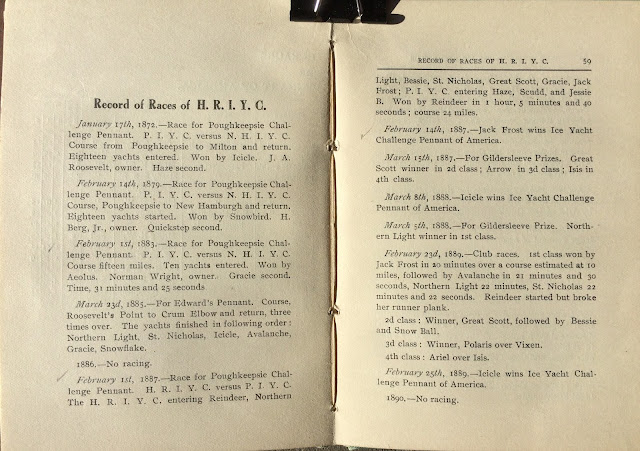 Record of Races of H. R. I. Y. C.
January 17th, 1872.—Race for Poughkeepsie Chal-
lenge Pennant. P. I. Y. C. versus N. H. I. Y. C.
Course from Poughkeepsie to Milton and return.
Eighteen yachts entered. Won by Icicle. J. A.
Roosevelt, owner. Haze second.
February 14th, 1879.—Race for Poughkeepsie Chal-
lenge Pennant. P. I. Y. C. versus N. H. I. Y. C.
Course, Poughkeepsie to New Hamburgh and return.
Eighteen yachts started. Won by Snowbird. H.
Berg, Jr., owner. Quickstep second.
February 1st, 1883.—Race for Poughkeepsie Chal-
lenge Pennant. P. I. Y. C. versus N. H. I. Y. C.
Course fifteen miles. Ten yachts entered. Won by
Aeolus. Norman Wright, owner. Gracie second.
Time, 31 minutes and 25 seconds
March 23d, 1885.—For Edward's Pennant. Course,
Roosevelt's Point to Crum Elbow and return, three
times over. The yachts finished in following order:
Northern Light, St. Nicholas, Icicle, Avalanche,
Gracie, Snowflake.
1886.—No racing.
February 1st, 1887.—Race for Poughkeepsie Chal-
lenge Pennant. H. R. I. Y. C. versus P. I. Y. C.
The H. R. I. Y. C. entering Reindeer, Northern
RECORD OF RACES OF H. R. I. Y. C. 59
Light, Bessie, St. Nicholas, Great Scott, Gracie, Jack
Frost; P. I. Y. C. entering Haze, Scudd, and Jessie
B. Won by Reindeer in 1 hour, 5 minutes and 40
seconds; course 24 miles.
February 14th, 1887.—Jack Frost wins Ice Yacht
Challenge Pennant of America.
March 15th, 1887.—For Gildersleeve Prizes. Great
Scott winner in 2d class; Arrow in 3d class; Isis in
4th class.
March 8th, 1888.—Icicle wins Ice Yacht Challenge
Pennant of America.
March 5th, 1888.—For Gildersleeve Prize. North-
ern Light winner in 1st class.
February 23d, 1889.—Club races. 1st class won by
Jack Frost in 20 minutes over a course estimated at 10
miles, followed by Avalanche in 21 minutes and 30
seconds, Northern Light 22 minutes, St. Nicholas 22
minutes and 22 seconds. Reindeer started but broke
her runner plank.
2d class: Winner, Great Scott, followed by Bessie
and Snow Ball.
3d class: Winner, Polaris over Vixen.
4th class: Ariel over Isis.
February 25th, 1889.—Icicle wins Ice Yacht Chal-
lenge Pennant of America.
1890.—No racing.